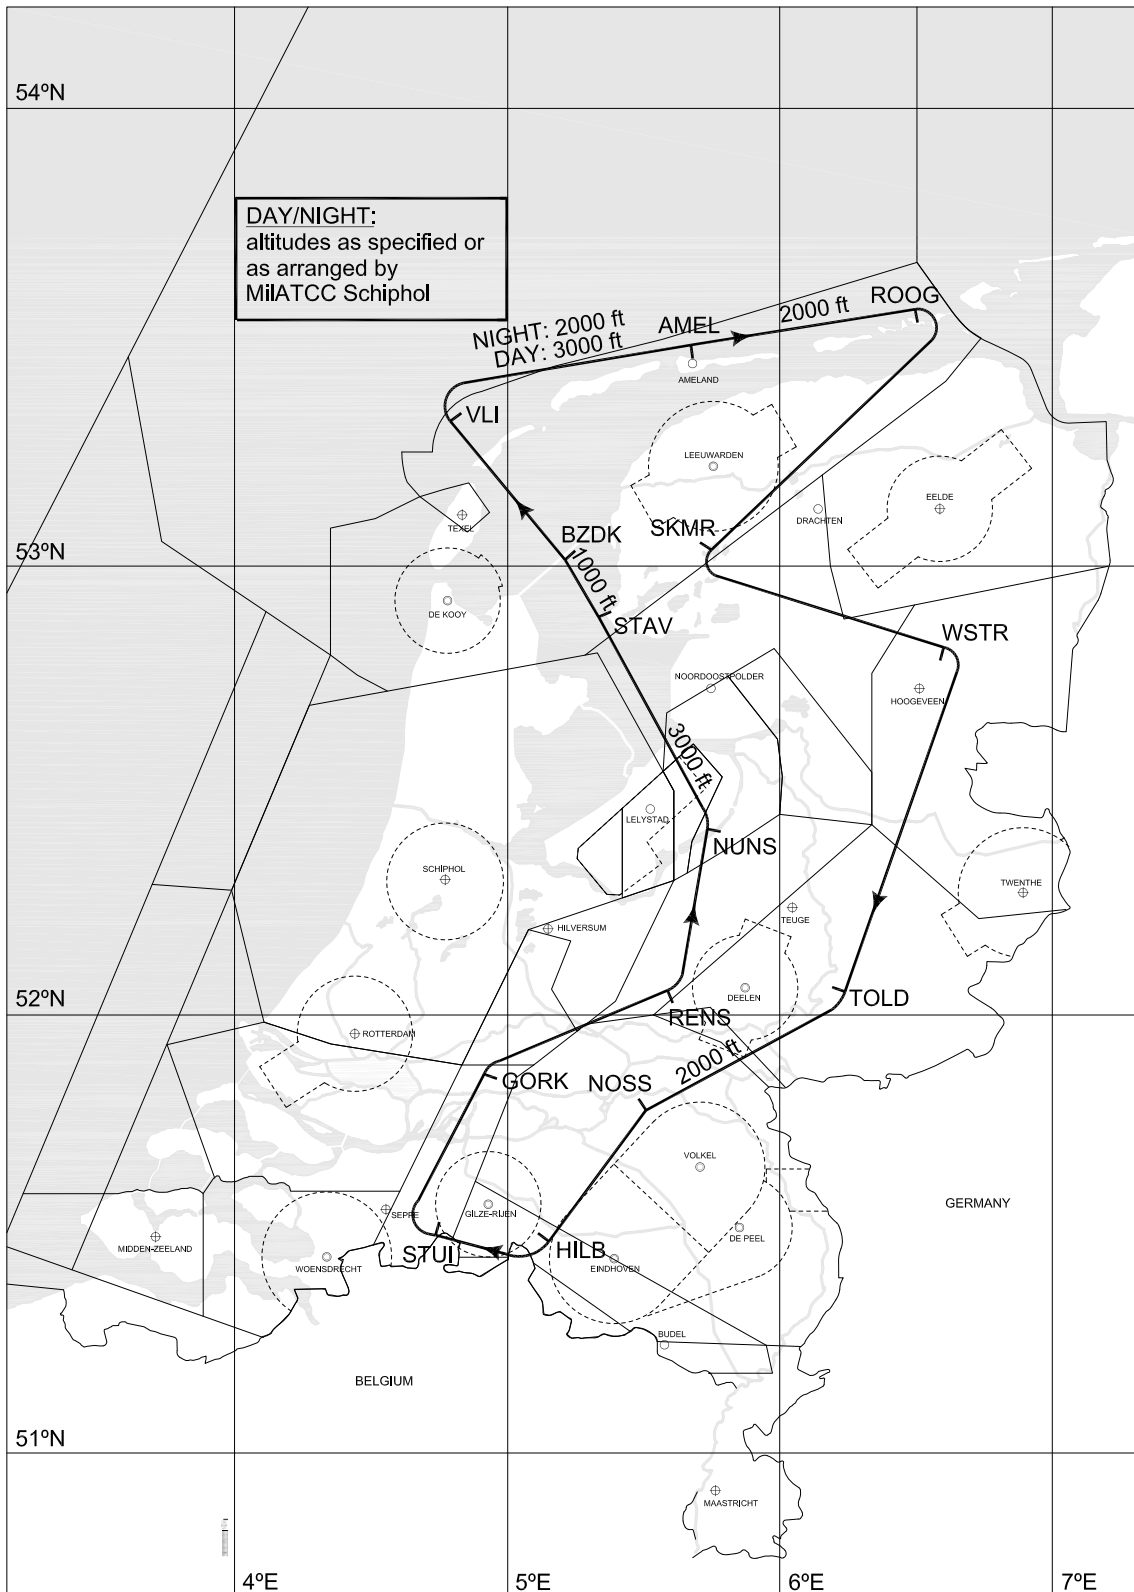 54ºN
DAY/NIGHT:
altitudes as specified or
as arranged by
MilATCC Schiphol
ROOG
2000 ft
AMEL
NIGHT: 2000 ft
DAY: 3000 ft
AMELAND
VLI
LEEUWARDEN
EELDE
TEXEL
DRACHTEN
BZDK
SKMR
53ºN
1000 ft
DE KOOY
STAV
WSTR
NOORDOOSTPOLDER
HOOGEVEEN
3000 ft
LELYSTAD
NUNS
SCHIPHOL
TWENTHE
TEUGE
HILVERSUM
DEELEN
52ºN
TOLD
RENS
ROTTERDAM
2000 ft
GORK
NOSS
VOLKEL
GERMANY
SEPPE
GILZE-RIJEN
DE PEEL
MIDDEN-ZEELAND
STUI
HILB
WOENSDRECHT
EINDHOVEN
BUDEL
BELGIUM
51ºN
MAASTRICHT
4ºE
5ºE
6ºE
7ºE